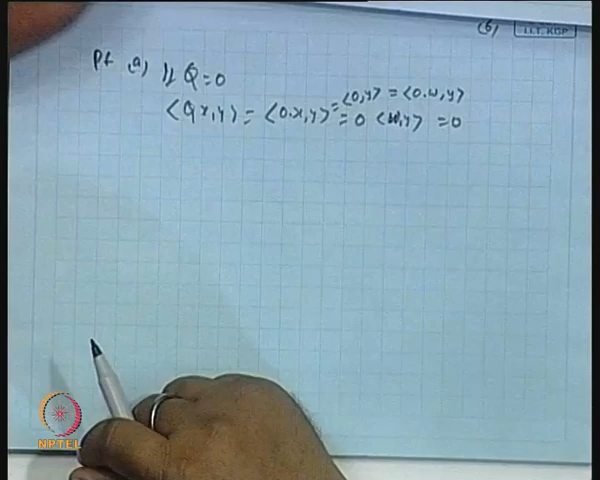 (6) I.I.T. KGP
Pf (a) If Q = 0
= ⟨0,y⟩ = ⟨0.w,y⟩
⟨Qx,y⟩ = ⟨0.x,y⟩ = 0 ⟨w,y⟩ = 0
NPTEL